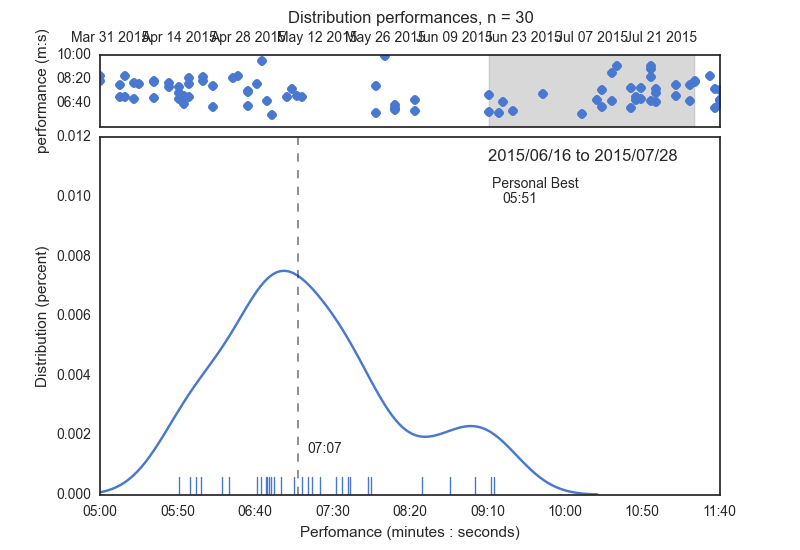 Distribution performances, n = 30
Mar 31 2015 Apr 14 2015 Apr 28 2015 May 12 2015 May 26 2015 Jun 09 2015 Jun 23 2015 Jul 07 2015 Jul 21 2015
10:00
08:20
06:40
performance (m:s)
0.012
2015/06/16 to 2015/07/28
Personal Best
05:51
0.010
0.008
0.006
0.004
0.002
0.000
Distribution (percent)
07:07
05:00 05:50 06:40 07:30 08:20 09:10 10:00 10:50 11:40
Perfomance (minutes : seconds)